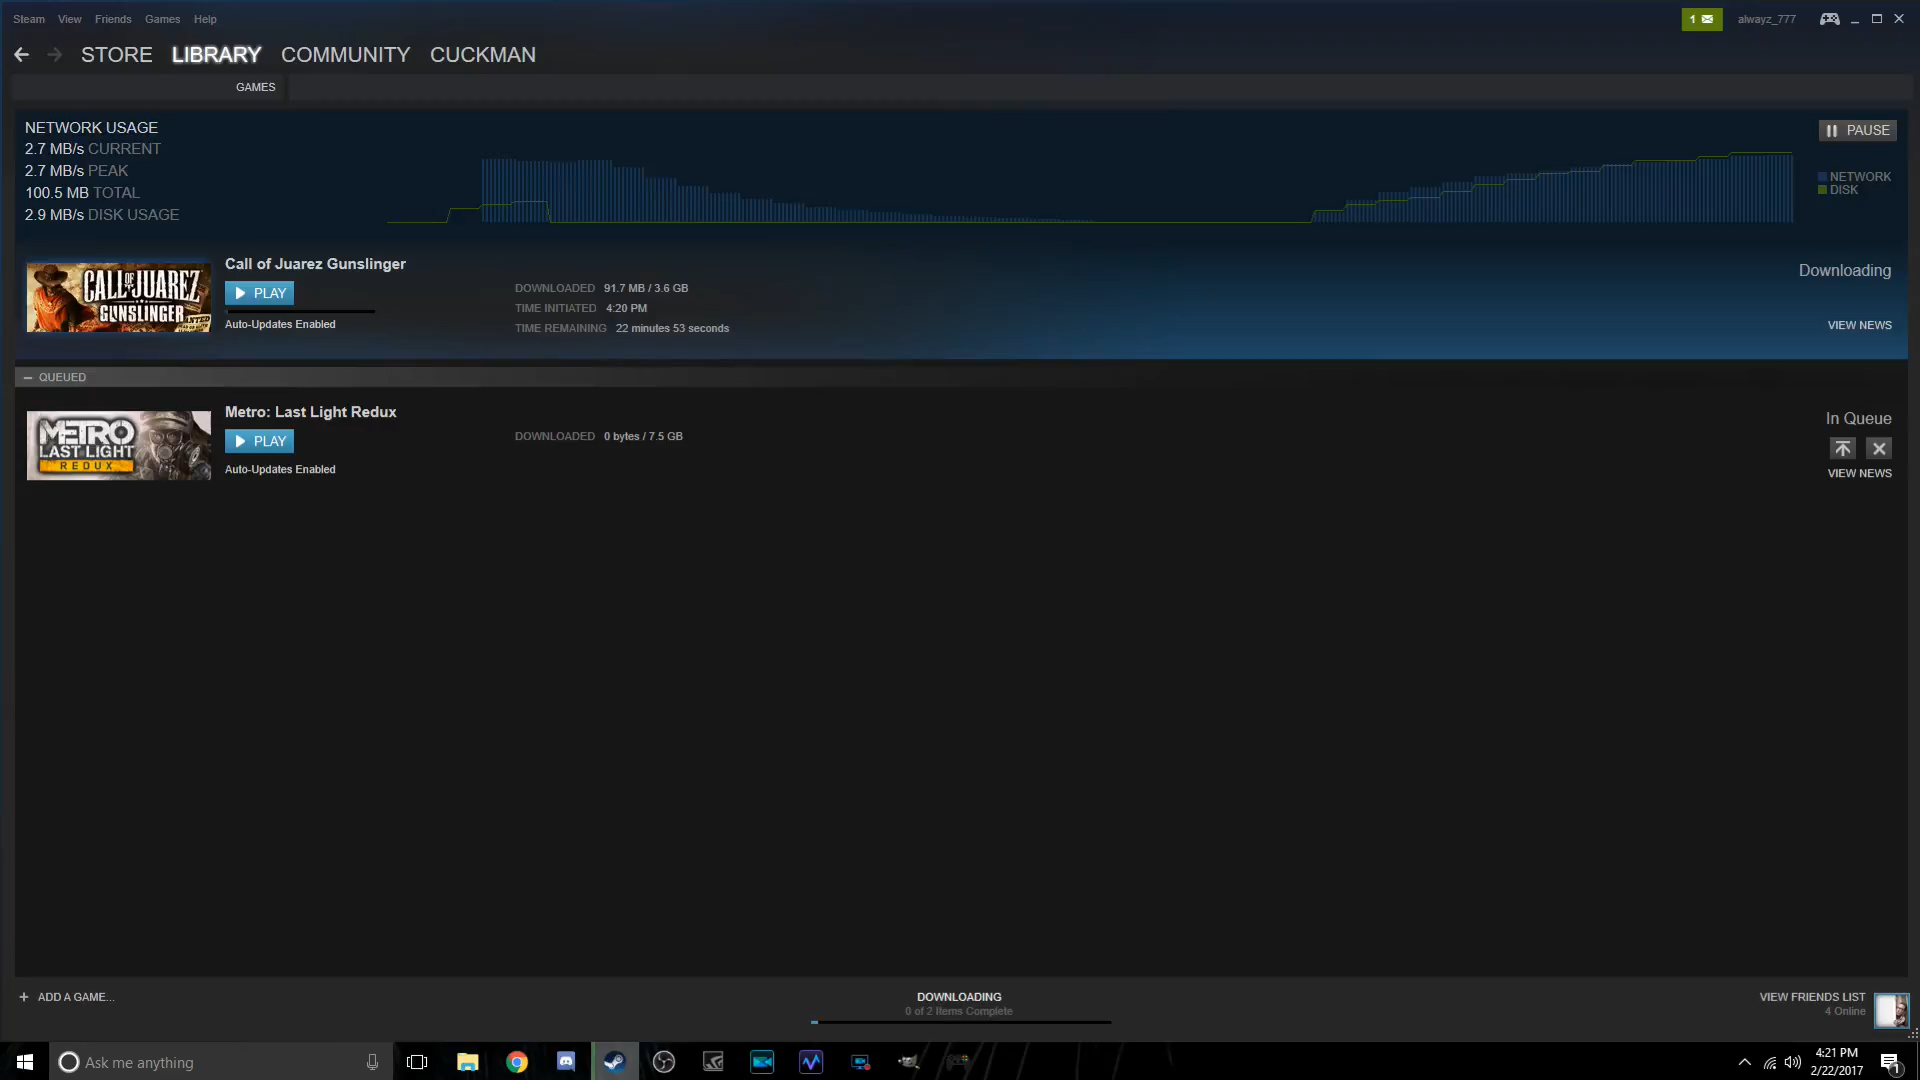 Steam View Friends Games Help
1 alwayz_777
STORE LIBRARY COMMUNITY CUCKMAN
GAMES
NETWORK USAGE
2.7 MB/s CURRENT
2.7 MB/s PEAK
100.5 MB TOTAL
2.9 MB/s DISK USAGE
PAUSE
NETWORK
DISK
CALL OF JUAREZ
GUNSLINGER
Call of Juarez Gunslinger
PLAY
Auto-Updates Enabled
DOWNLOADED 91.7 MB / 3.6 GB
TIME INITIATED 4:20 PM
TIME REMAINING 22 minutes 53 seconds
Downloading
VIEW NEWS
QUEUED
METRO
LAST LIGHT
REDUX
Metro: Last Light Redux
PLAY
Auto-Updates Enabled
DOWNLOADED 0 bytes / 7.5 GB
In Queue
VIEW NEWS
+ ADD A GAME...
DOWNLOADING
0 of 2 Items Complete
VIEW FRIENDS LIST
4 Online
Ask me anything
4:21 PM
2/22/2017
1